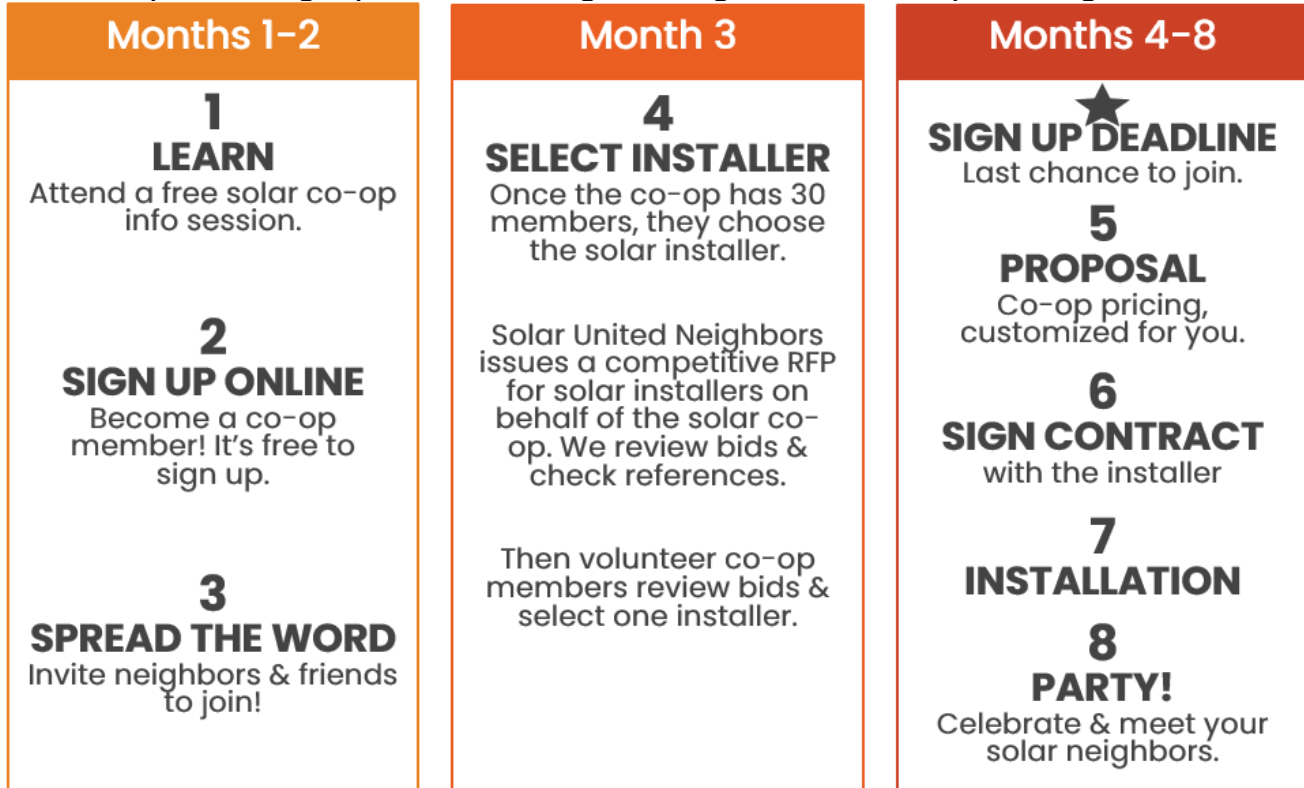 Months 1-2
1
LEARN
Attend a free solar co-op
info session.
2
SIGN UP ONLINE
Become a co-op
member! It's free to
sign up.
3
SPREAD THE WORD
Invite neighbors & friends
to join!
Month 3
4
SELECT INSTALLER
Once the co-op has 30
members, they choose
the solar installer.
Solar United Neighbors
issues a competitive RFP
for solar installers on
behalf of the solar co-
op. We review bids &
check references.
Then volunteer co-op
members review bids &
select one installer.
Months 4-8
SIGN UP DEADLINE
Last chance to join.
5
PROPOSAL
Co-op pricing,
customized for you.
6
SIGN CONTRACT
with the installer
7
INSTALLATION
8
PARTY!
Celebrate & meet your
solar neighbors.